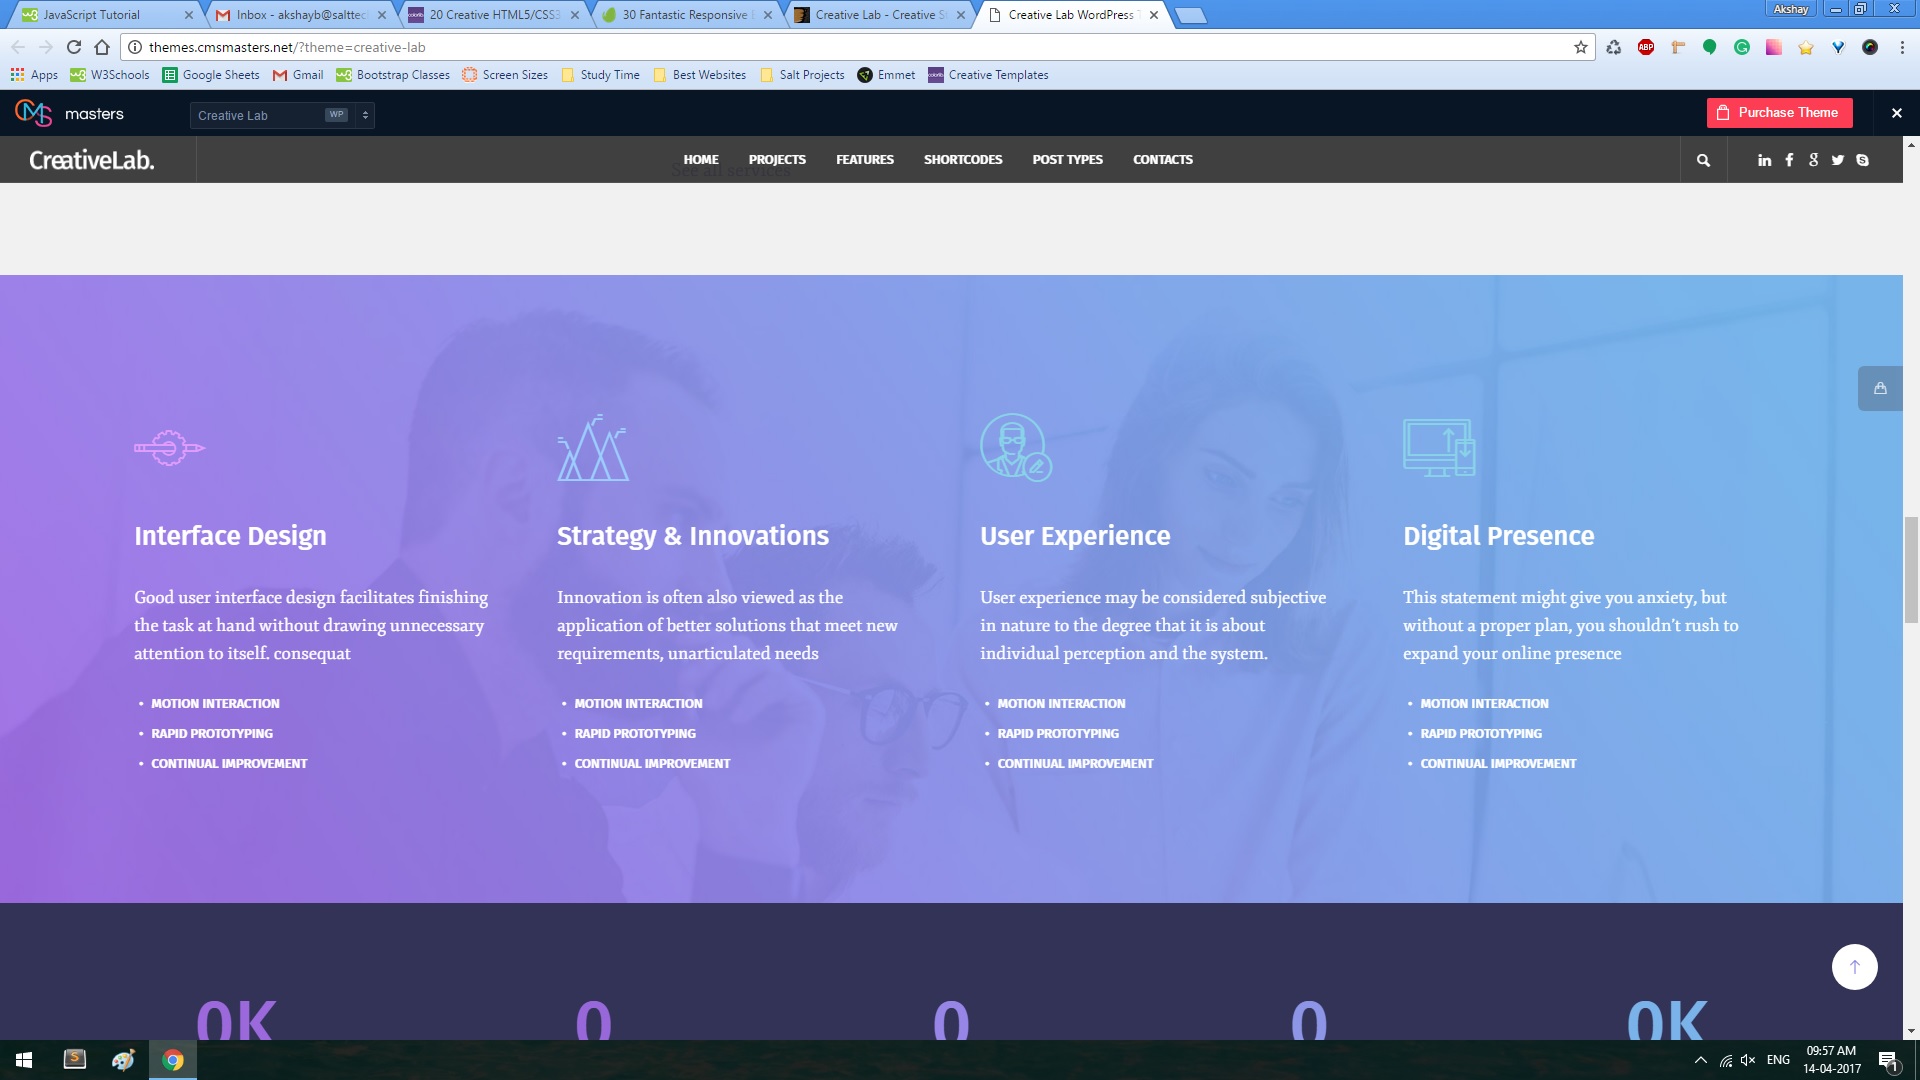 JavaScript Tutorial
Inbox - akshayb@salttec
20 Creative HTML5/CSS3
30 Fantastic Responsive
Creative Lab - Creative S
Creative Lab WordPress T
Akshay
themes.cmsmasters.net/?theme=creative-lab
ABP
Apps
W3Schools
Google Sheets
Gmail
Bootstrap Classes
Screen Sizes
Study Time
Best Websites
Salt Projects
Emmet
Creative Templates
CMS masters
Creative Lab
WP
Purchase Theme
CreativeLab.
HOME
PROJECTS
FEATURES
SHORTCODES
POST TYPES
CONTACTS
See all services
Interface Design
Good user interface design facilitates finishing
the task at hand without drawing unnecessary
attention to itself. consequat
• MOTION INTERACTION
• RAPID PROTOTYPING
• CONTINUAL IMPROVEMENT
Strategy & Innovations
Innovation is often also viewed as the
application of better solutions that meet new
requirements, unarticulated needs
• MOTION INTERACTION
• RAPID PROTOTYPING
• CONTINUAL IMPROVEMENT
User Experience
User experience may be considered subjective
in nature to the degree that it is about
individual perception and the system.
• MOTION INTERACTION
• RAPID PROTOTYPING
• CONTINUAL IMPROVEMENT
Digital Presence
This statement might give you anxiety, but
without a proper plan, you shouldn't rush to
expand your online presence
• MOTION INTERACTION
• RAPID PROTOTYPING
• CONTINUAL IMPROVEMENT
0K
0
0
0
0K
ENG
09:57 AM
14-04-2017
1